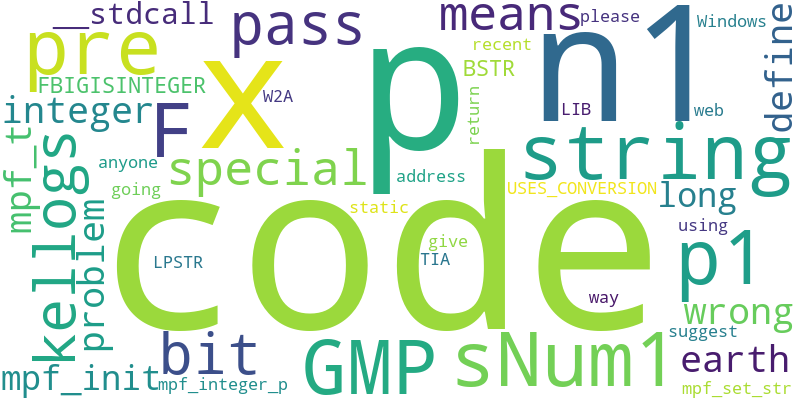 __stdcall
pass
means
please
Windows
define
pre
recent
x
p
n1
FBIGISINTEGER
BSTR
W2A
LIB
web
integer
F
return
string
mpf_t
kellogs
anyone
special
address
going
USES_CONVERSION
long
static
problem
code
using
p1
give
LPSTR
TIA
way
wrong
suggest
bit
GMP
sNum1
earth
mpf_init
mpf_integer_p
mpf_set_str